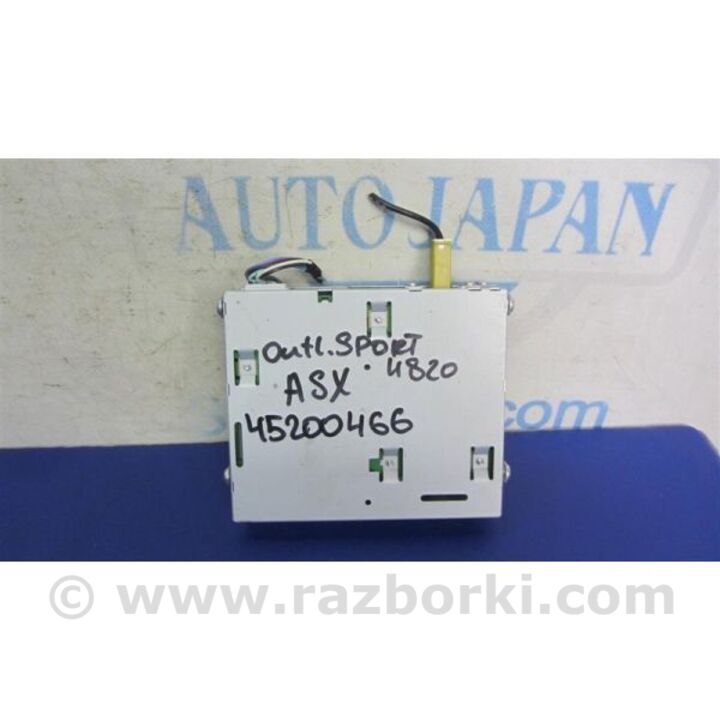 AUTO JAPAN
Outl.SPORT
ASX 4820
45200466
.com
© www.razborki.com